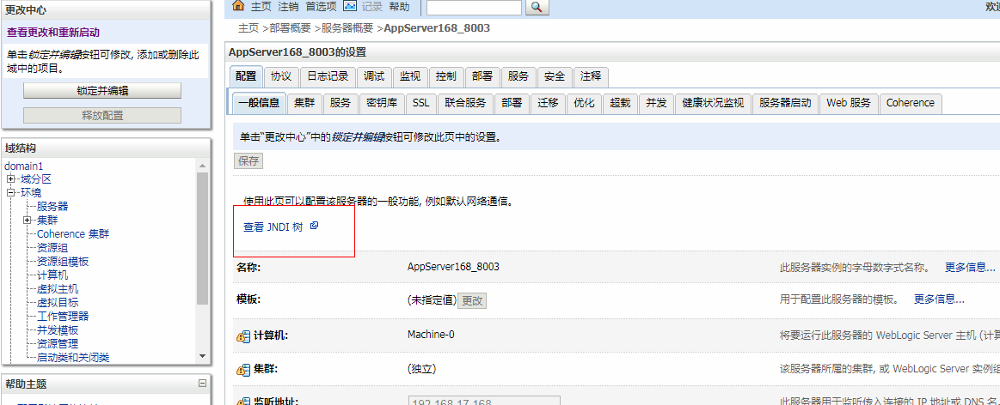 更改中心
查看更改和重新启动
单击锁定并编辑按钮可修改, 添加或删除此
域中的项目。
锁定并编辑
释放配置
域结构
domain1
域分区
环境
服务器
集群
Coherence 集群
资源组
资源组模板
计算机
虚拟主机
虚拟目标
工作管理器
并发模板
资源管理
启动类和关闭类
帮助主题
主页 注销 首选项 记录 帮助
主页 >部署概要 >服务器概要 >AppServer168_8003
AppServer168_8003的设置
配置 协议 日志记录 调试 监视 控制 部署 服务 安全 注释
一般信息 集群 服务 密钥库 SSL 联合服务 部署 迁移 优化 超载 并发 健康状况监视 服务器启动 Web 服务 Coherence
单击“更改中心”中的锁定并编辑按钮可修改此页中的设置。
保存
使用此页可以配置该服务器的一般功能, 例如默认网络通信。
查看 JNDI 树
名称: AppServer168_8003 此服务器实例的字母数字式名称。 更多信息...
模板: (未指定值) 更改 用于配置此服务器的模板。 更多信息...
计算机: Machine-0 将要运行此服务器的 WebLogic Server 主机 (计算
集群: (独立) 该服务器所属的集群, 或 WebLogic Server 实例组
监听地址: 192.168.17.168 此服务器用于监听传入连接的 IP 地址或 DNS 名